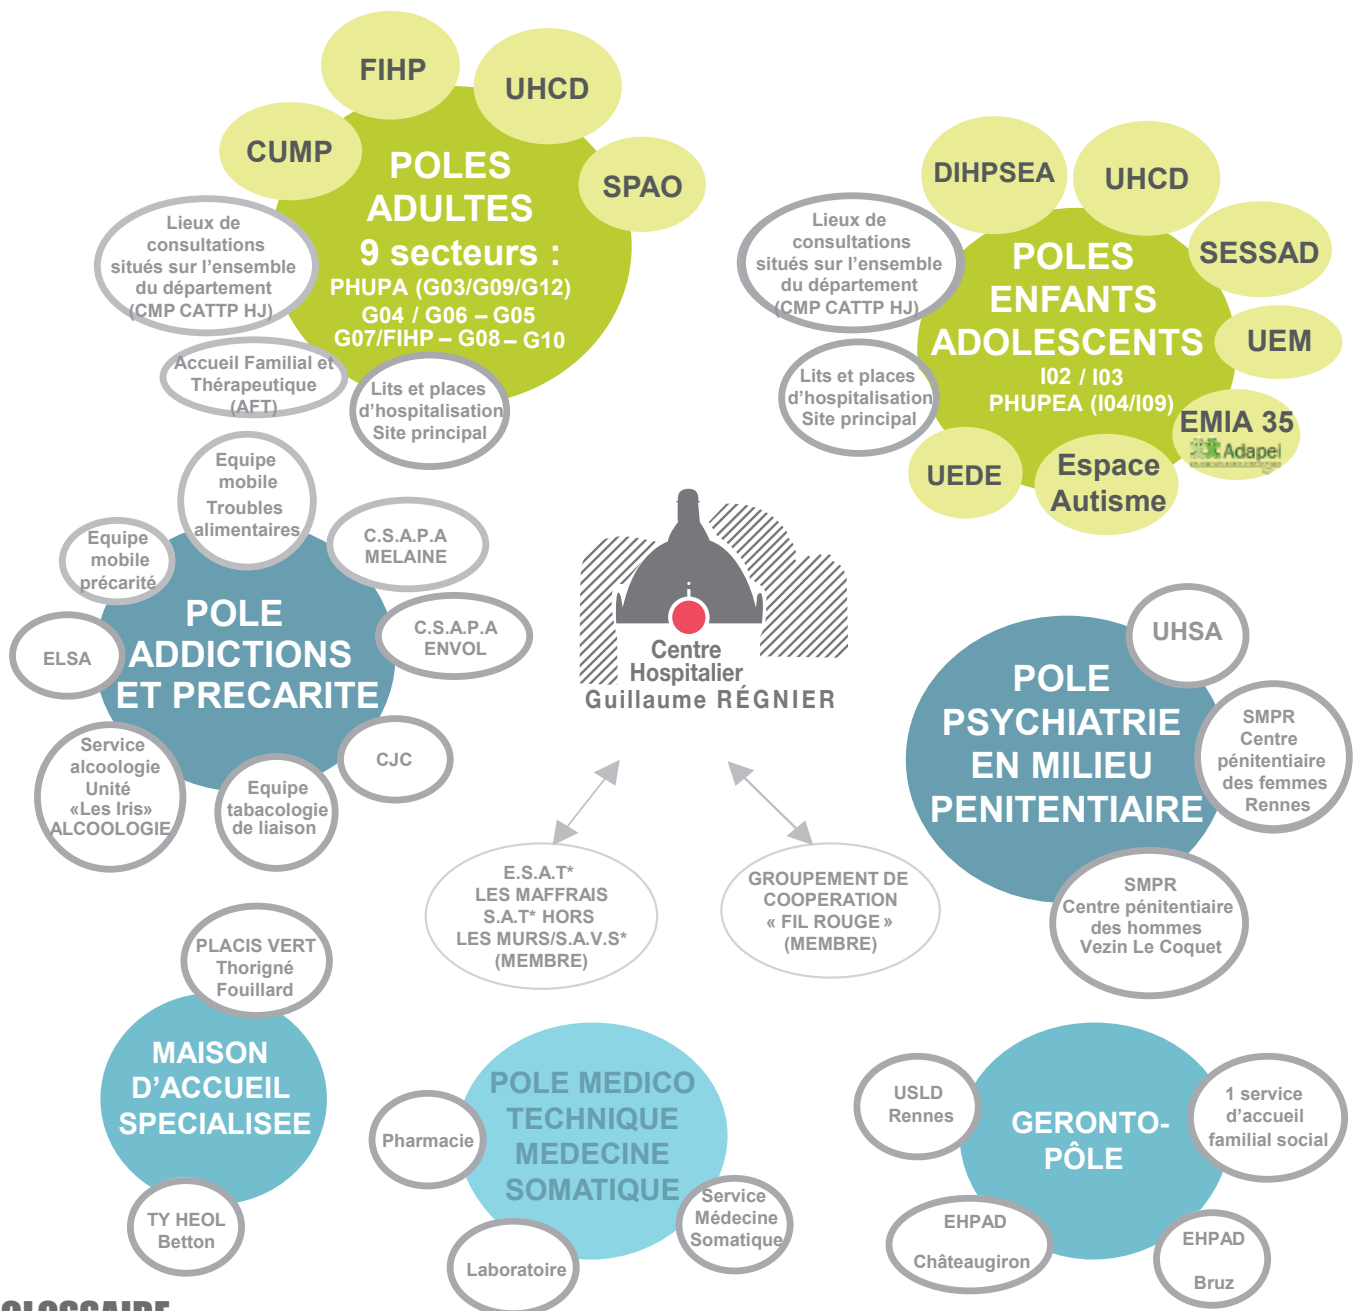 FIHP
UHCD
CUMP
SPAO
POLES
ADULTES
9 secteurs :
PHUPA (G03/G09/G12)
G04 / G06 – G05
G07/FIHP – G08 – G10
Lieux de
consultations
situés sur l’ensemble
du département
(CMP CATTP HJ)
Accueil Familial et
Thérapeutique
(AFT)
Lits et places
d’hospitalisation
Site principal
DIHPSEA
UHCD
SESSAD
UEM
EMIA 35
Adapei
Espace
Autisme
UEDE
POLES
ENFANTS
ADOLESCENTS
I02 / I03
PHUPEA (I04/I09)
Lieux de
consultations
situés sur l’ensemble
du département
(CMP CATTP HJ)
Lits et places
d’hospitalisation
Site principal
Equipe
mobile
Troubles
alimentaires
Equipe
mobile
précarité
C.S.A.P.A
MELAINE
C.S.A.P.A
ENVOL
ELSA
POLE
ADDICTIONS
ET PRECARITE
CJC
Service
alcoologie
Unité
«Les Iris»
ALCOOLOGIE
Equipe
tabacologie
de liaison
Centre
Hospitalier
Guillaume RÉGNIER
UHSA
POLE
PSYCHIATRIE
EN MILIEU
PENITENTIAIRE
SMPR
Centre
pénitentiaire
des femmes
Rennes
SMPR
Centre pénitentiaire
des hommes
Vezin Le Coquet
E.S.A.T*
LES MAFFRAIS
S.A.T* HORS
LES MURS/S.A.V.S*
(MEMBRE)
GROUPEMENT DE
COOPERATION
« FIL ROUGE »
(MEMBRE)
PLACIS VERT
Thorigné
Fouillard
MAISON
D’ACCUEIL
SPECIALISEE
TY HEOL
Betton
POLE MEDICO
TECHNIQUE
MEDECINE
SOMATIQUE
Pharmacie
Laboratoire
Service
Médecine
Somatique
USLD
Rennes
1 service
d’accueil
familial social
GERONTO-
PÔLE
EHPAD
Châteaugiron
EHPAD
Bruz